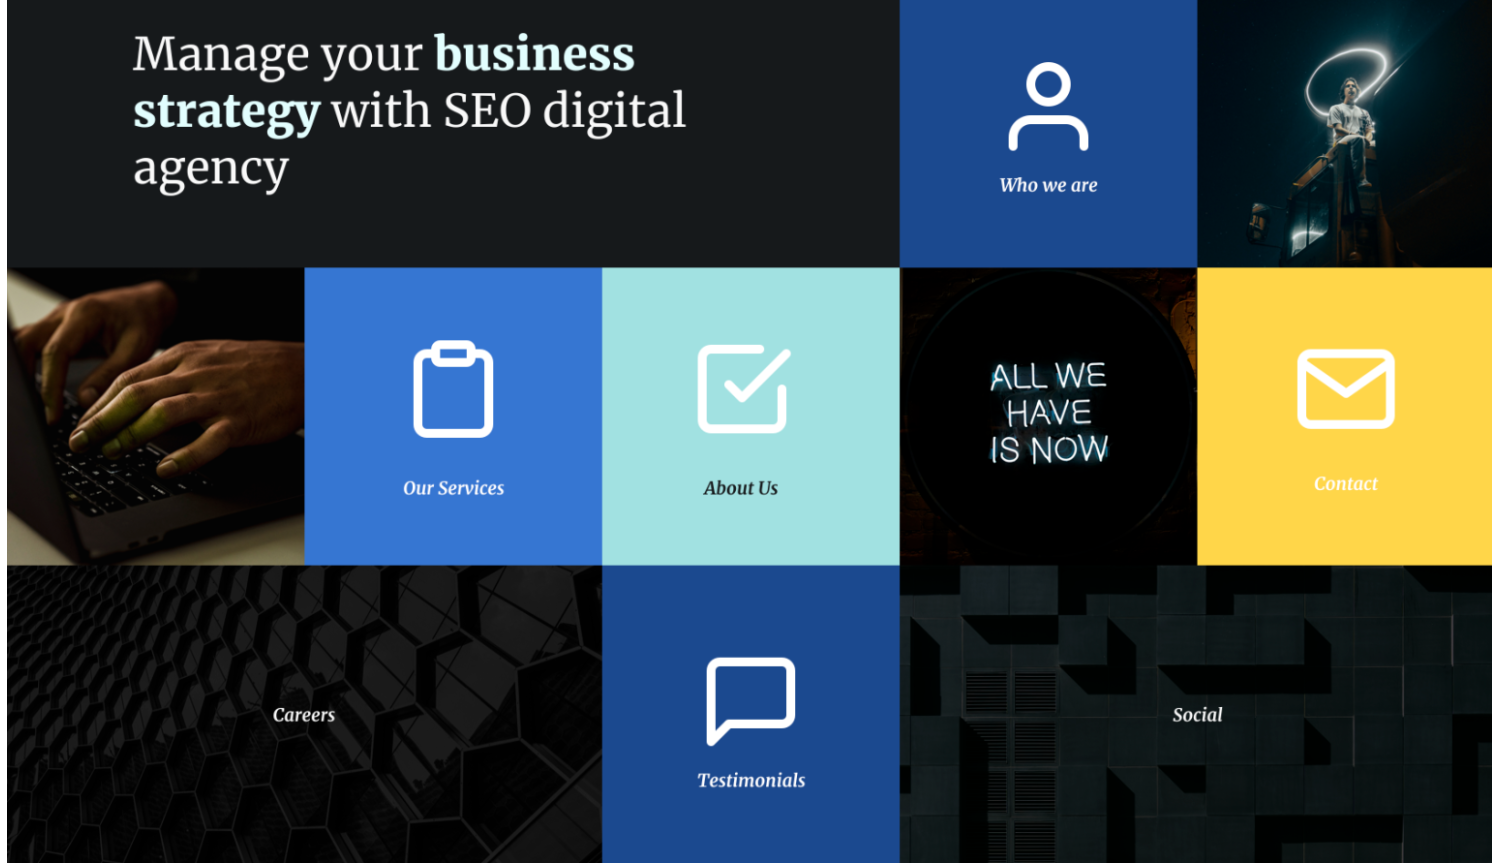 Manage your business
strategy with SEO digital
agency
Who we are
Our Services
About Us
ALL WE
HAVE
IS NOW
Contact
Careers
Testimonials
Social